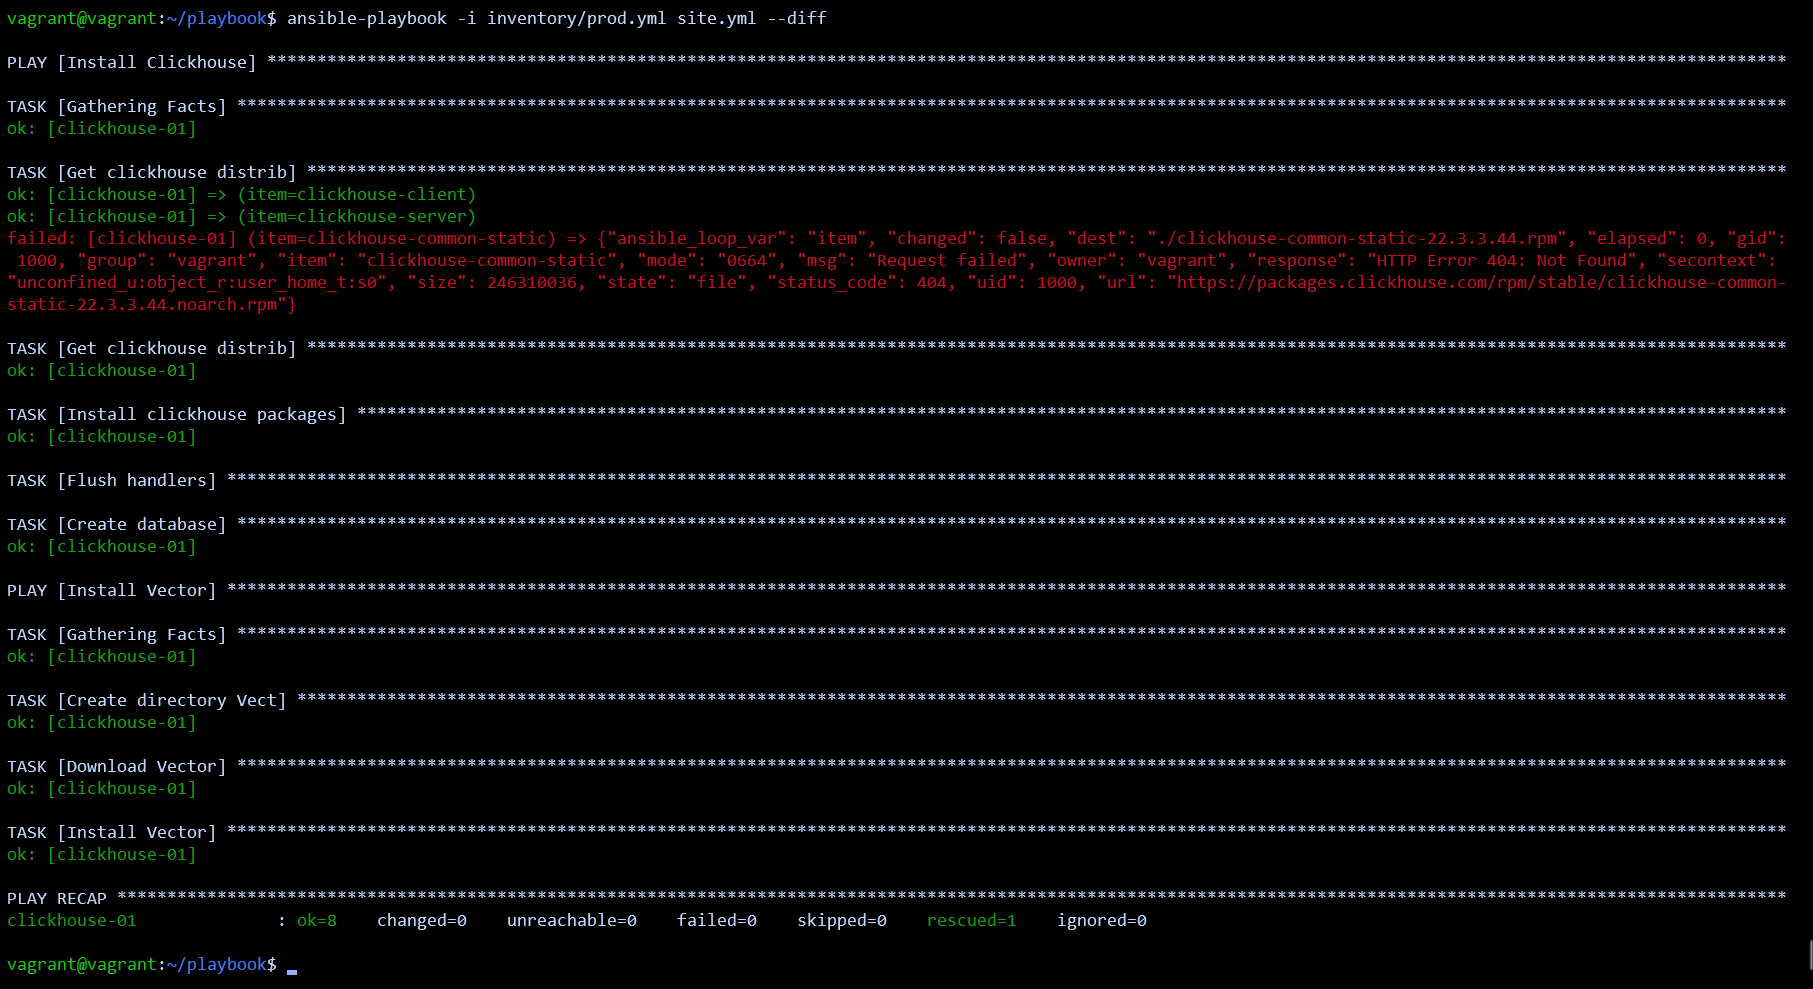 vagrant@vagrant:~/playbook$ ansible-playbook -i inventory/prod.yml site.yml --diff
PLAY [Install Clickhouse] ********************************************************************************************************************************************************
TASK [Gathering Facts] ***********************************************************************************************************************************************************
ok: [clickhouse-01]
TASK [Get clickhouse distrib] ****************************************************************************************************************************************************
ok: [clickhouse-01] => (item=clickhouse-client)
ok: [clickhouse-01] => (item=clickhouse-server)
failed: [clickhouse-01] (item=clickhouse-common-static) => {"ansible_loop_var": "item", "changed": false, "dest": "./clickhouse-common-static-22.3.3.44.rpm", "elapsed": 0, "gid":
 1000, "group": "vagrant", "item": "clickhouse-common-static", "mode": "0664", "msg": "Request failed", "owner": "vagrant", "response": "HTTP Error 404: Not Found", "secontext":
"unconfined_u:object_r:user_home_t:s0", "size": 246310036, "state": "file", "status_code": 404, "uid": 1000, "url": "https://packages.clickhouse.com/rpm/stable/clickhouse-common-
static-22.3.3.44.noarch.rpm"}
TASK [Get clickhouse distrib] ****************************************************************************************************************************************************
ok: [clickhouse-01]
TASK [Install clickhouse packages] ***********************************************************************************************************************************************
ok: [clickhouse-01]
TASK [Flush handlers] ************************************************************************************************************************************************************
TASK [Create database] ***********************************************************************************************************************************************************
ok: [clickhouse-01]
PLAY [Install Vector] ************************************************************************************************************************************************************
TASK [Gathering Facts] ***********************************************************************************************************************************************************
ok: [clickhouse-01]
TASK [Create directory Vect] *****************************************************************************************************************************************************
ok: [clickhouse-01]
TASK [Download Vector] ***********************************************************************************************************************************************************
ok: [clickhouse-01]
TASK [Install Vector] ************************************************************************************************************************************************************
ok: [clickhouse-01]
PLAY RECAP ***********************************************************************************************************************************************************************
clickhouse-01              : ok=8    changed=0    unreachable=0    failed=0    skipped=0    rescued=1    ignored=0
vagrant@vagrant:~/playbook$